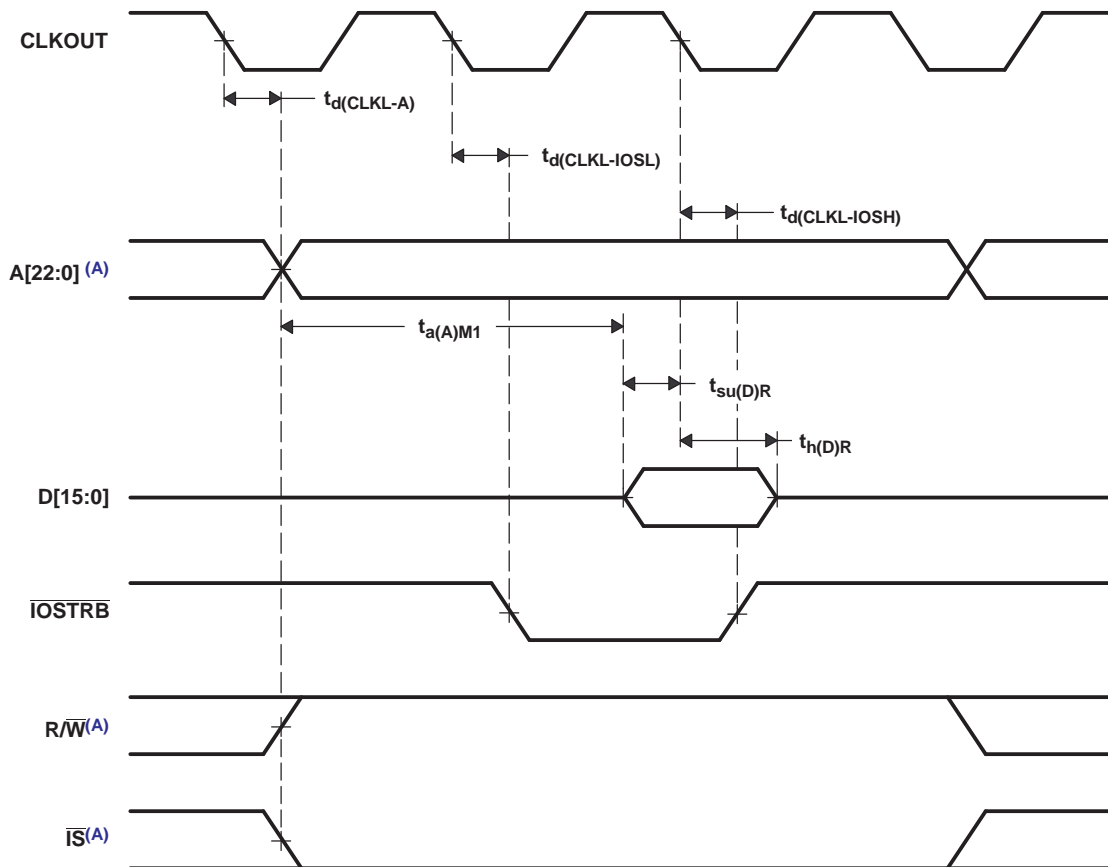 CLKOUT
td(CLKL-A)
td(CLKL-IOSL)
td(CLKL-IOSH)
A[22:0] (A)
ta(A)M1
tsu(D)R
th(D)R
D[15:0]
IOSTRB
R/W(A)
IS(A)